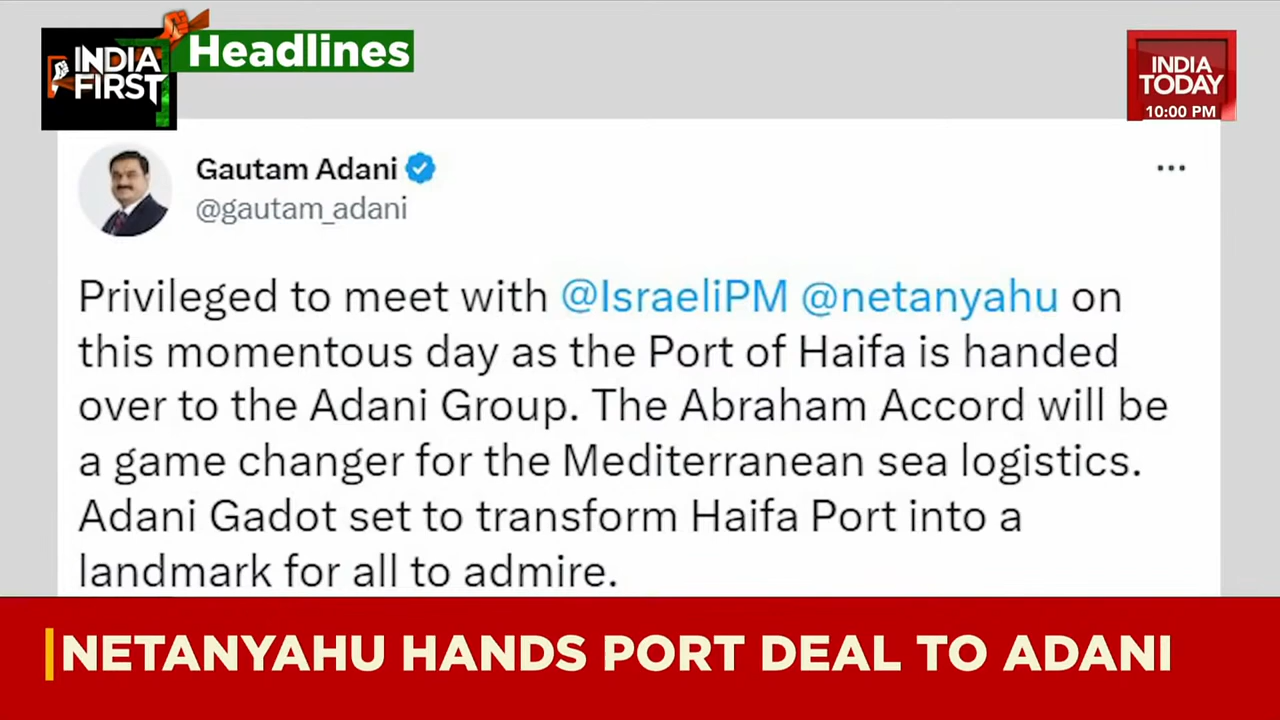 INDIA
FIRST
Headlines
INDIA
TODAY
10:00 PM
Gautam Adani
@gautam_adani
Privileged to meet with @IsraeliPM @netanyahu on
this momentous day as the Port of Haifa is handed
over to the Adani Group. The Abraham Accord will be
a game changer for the Mediterranean sea logistics.
Adani Gadot set to transform Haifa Port into a
landmark for all to admire.
NETANYAHU HANDS PORT DEAL TO ADANI